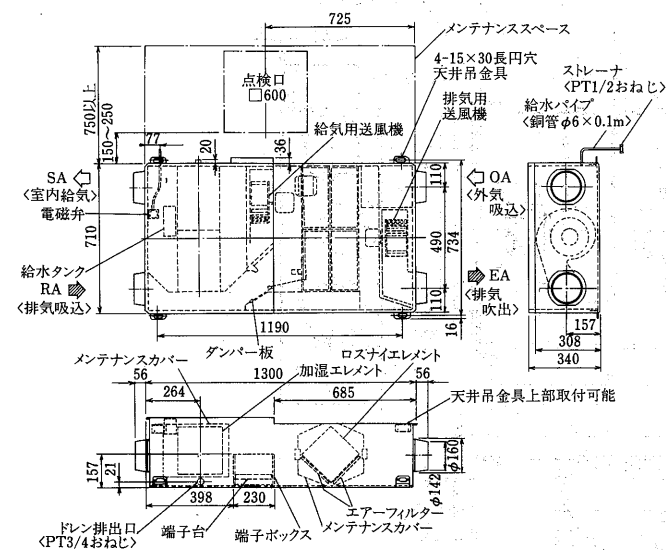 725
メンテナンススペース
4-15×30長円穴
天井吊金具
ストレーナ
<PT1/2おねじ>
点検口
□600
排気用
送風機
給水パイプ
<銅管φ6×0.1m>
750以上
150~250
給気用送風機
77
20
36
SA
<室内給気>
電磁弁
OA
<外気
吸込>
110
710
490
734
給水タンク
RA
<排気吸込>
EA
<排気
吹出>
110
157
1190
16
308
ダンパー板
340
メンテナンスカバー
ロスナイエレメント
加湿エレメント
56
1300
56
264
685
天井吊金具上部取付可能
157
21
φ142
φ160
398
230
エアーフィルター
ドレン排出口
<PT3/4おねじ>
端子台
端子ボックス
メンテナンスカバー